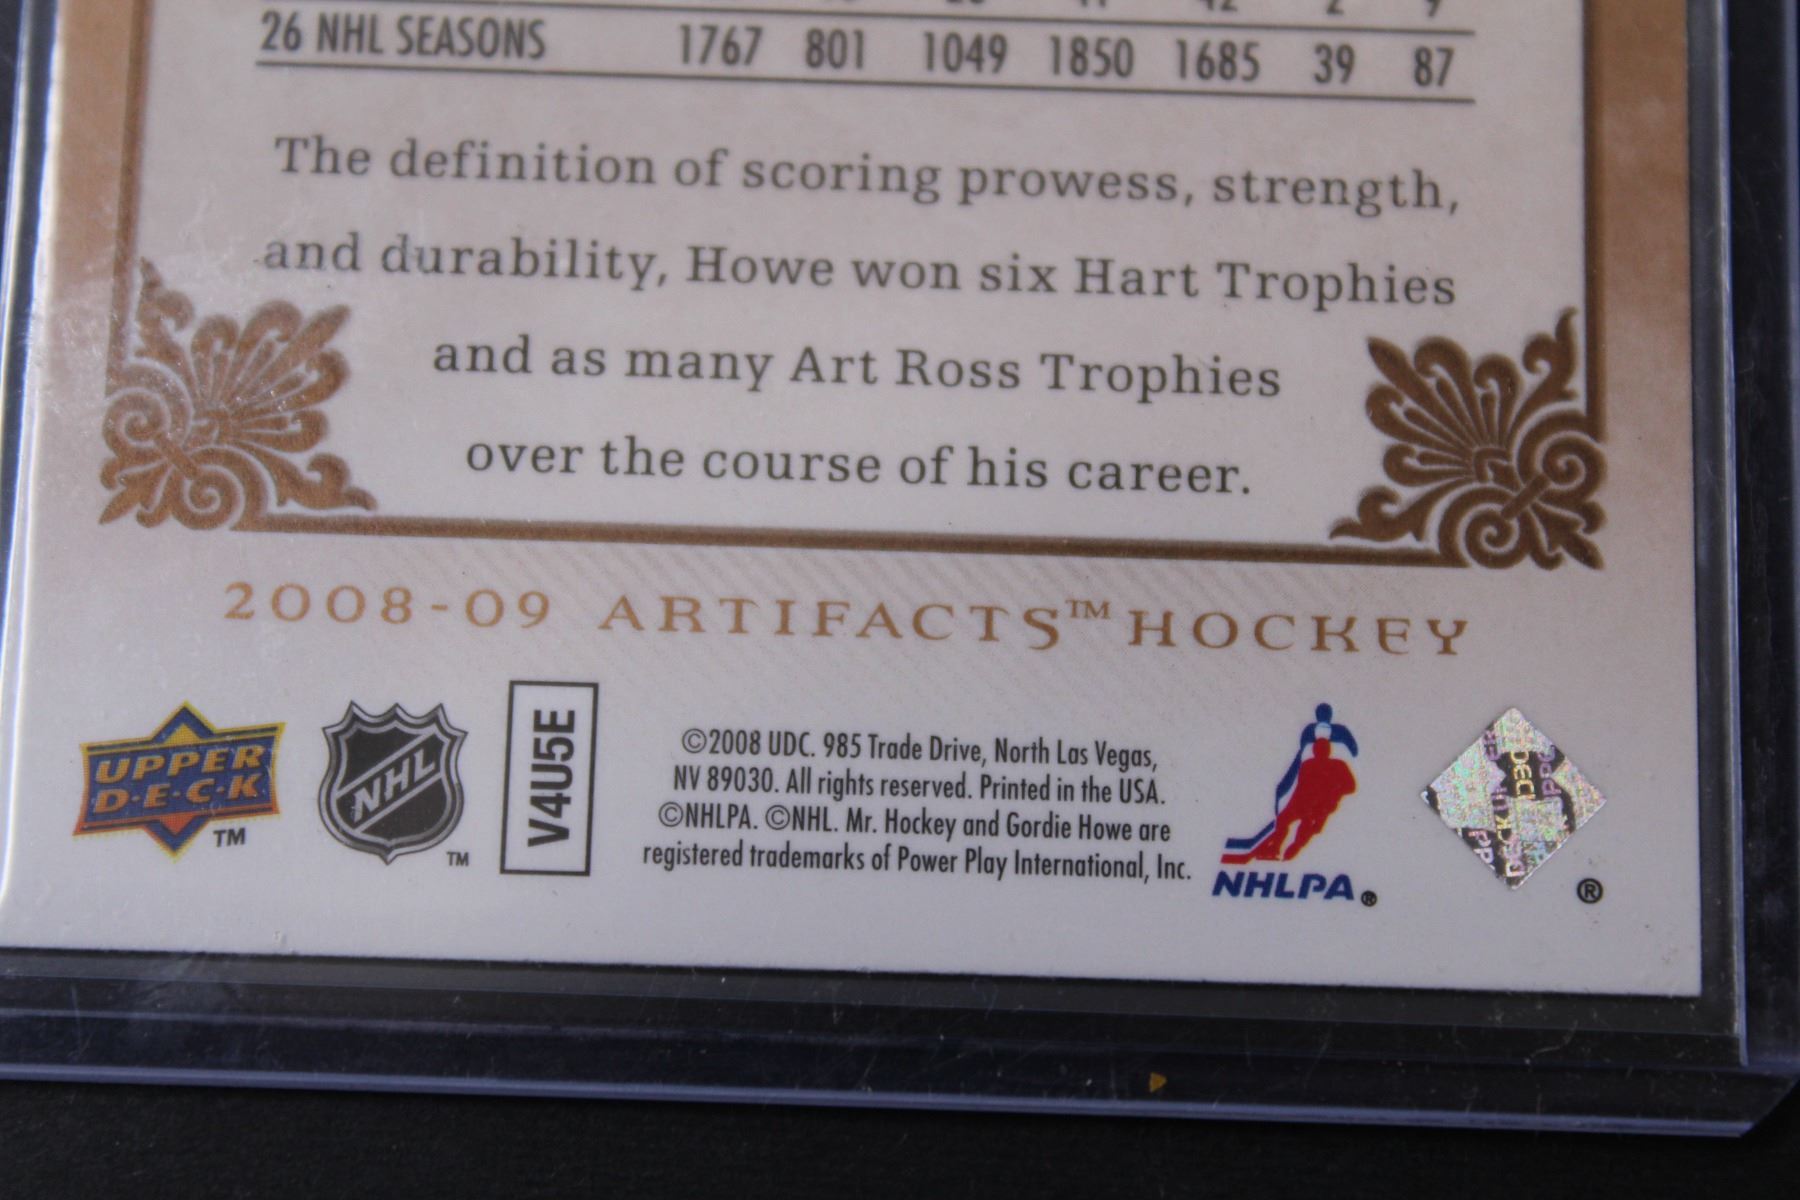 26 NHL SEASONS 1767 801 1049 1850 1685 39 87
The definition of scoring prowess, strength,
and durability, Howe won six Hart Trophies
and as many Art Ross Trophies
over the course of his career.
2008-09 ARTIFACTS™ HOCKEY
UPPER
D·E·C·K
TM
NHL
TM
V4U5E
©2008 UDC. 985 Trade Drive, North Las Vegas,
NV 89030. All rights reserved. Printed in the USA.
©NHLPA. ©NHL. Mr. Hockey and Gordie Howe are
registered trademarks of Power Play International, Inc.
NHLPA®
®